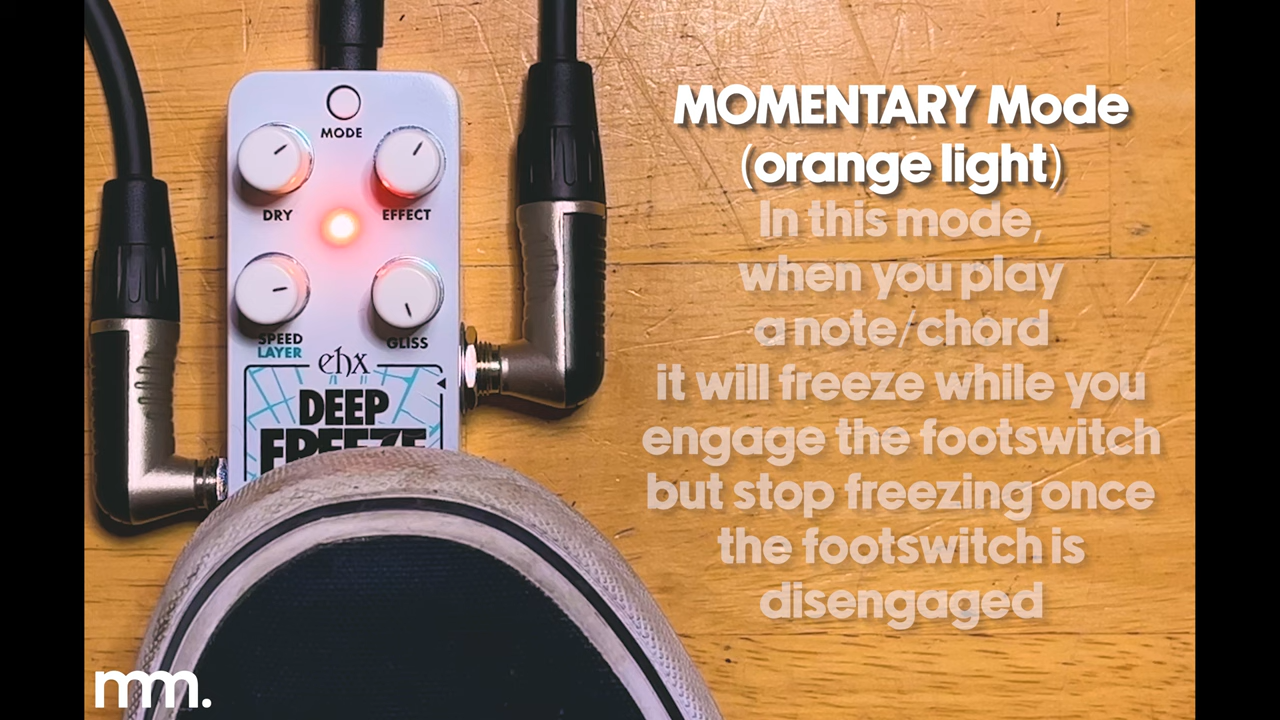 MODE
DRY
EFFECT
SPEED
LAYER
GLISS
ehx
DEEP
FREEZE
MOMENTARY Mode
(orange light)
In this mode,
when you play
a note/chord
it will freeze while you
engage the footswitch
but stop freezing once
the footswitch is
disengaged
mm.